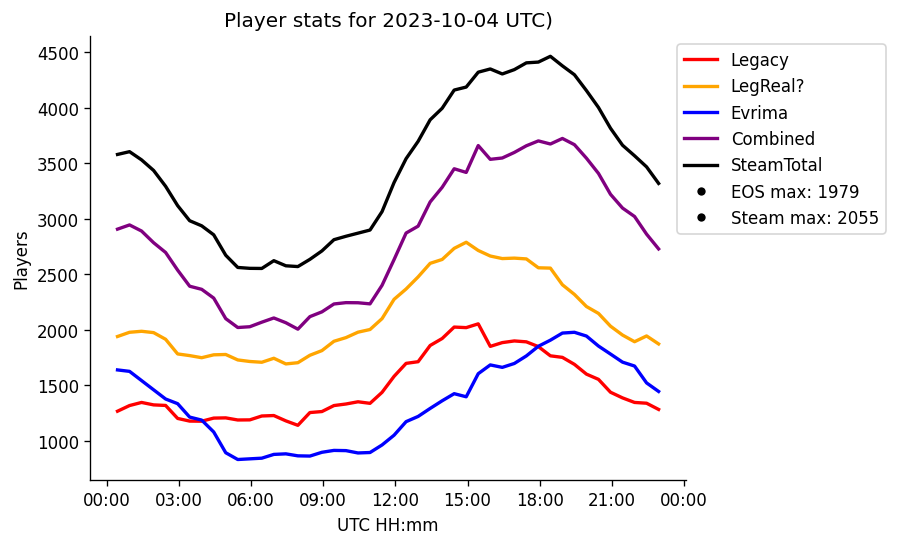 Player stats for 2023-10-04 UTC)
4500
4000
3500
3000
2500
2000
1500
1000
Players
00:00 03:00 06:00 09:00 12:00 15:00 18:00 21:00 00:00
UTC HH:mm
Legacy
LegReal?
Evrima
Combined
SteamTotal
EOS max: 1979
Steam max: 2055